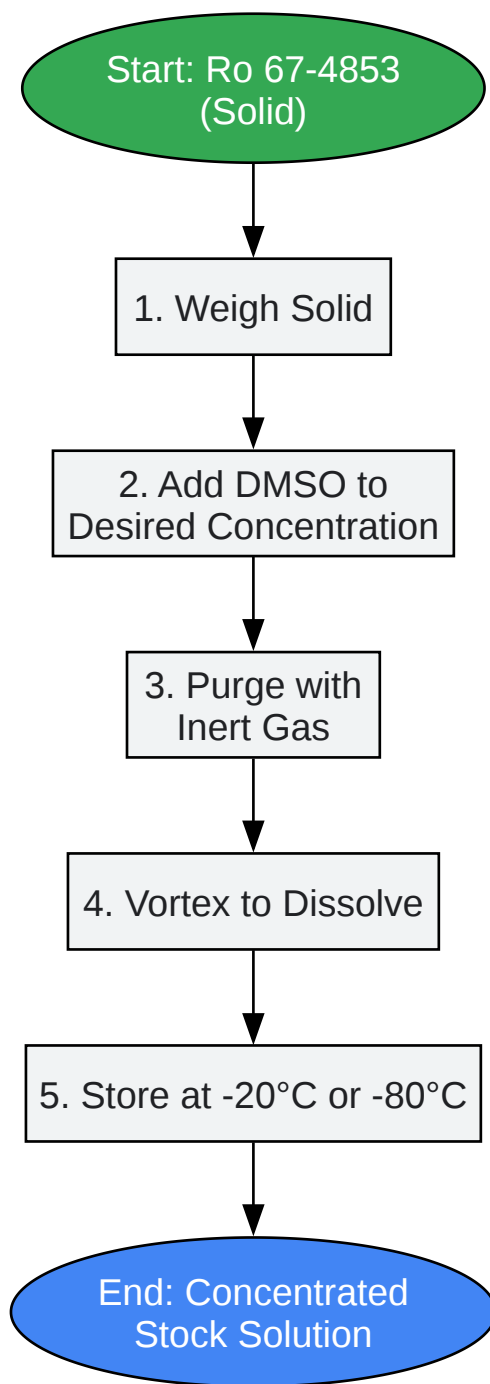 Start: Ro 67-4853
(Solid)
1. Weigh Solid
2. Add DMSO to
Desired Concentration
3. Purge with
Inert Gas
4. Vortex to Dissolve
5. Store at -20°C or -80°C
End: Concentrated
Stock Solution